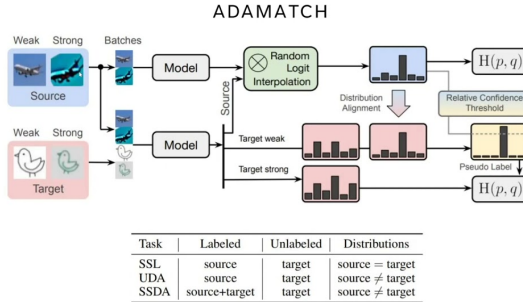 ADAMATCH
Weak Strong Batches
Source
Model
Random
Logit
Interpolation
H(p, q)
Source
Distribution
Alignment
Relative Confidence
Threshold
Weak Strong
Target
Model
Target weak
Target strong
Pseudo Label
H(p, q)
Task Labeled Unlabeled Distributions
SSL source target source = target
UDA source target source ≠ target
SSDA source+target target source ≠ target